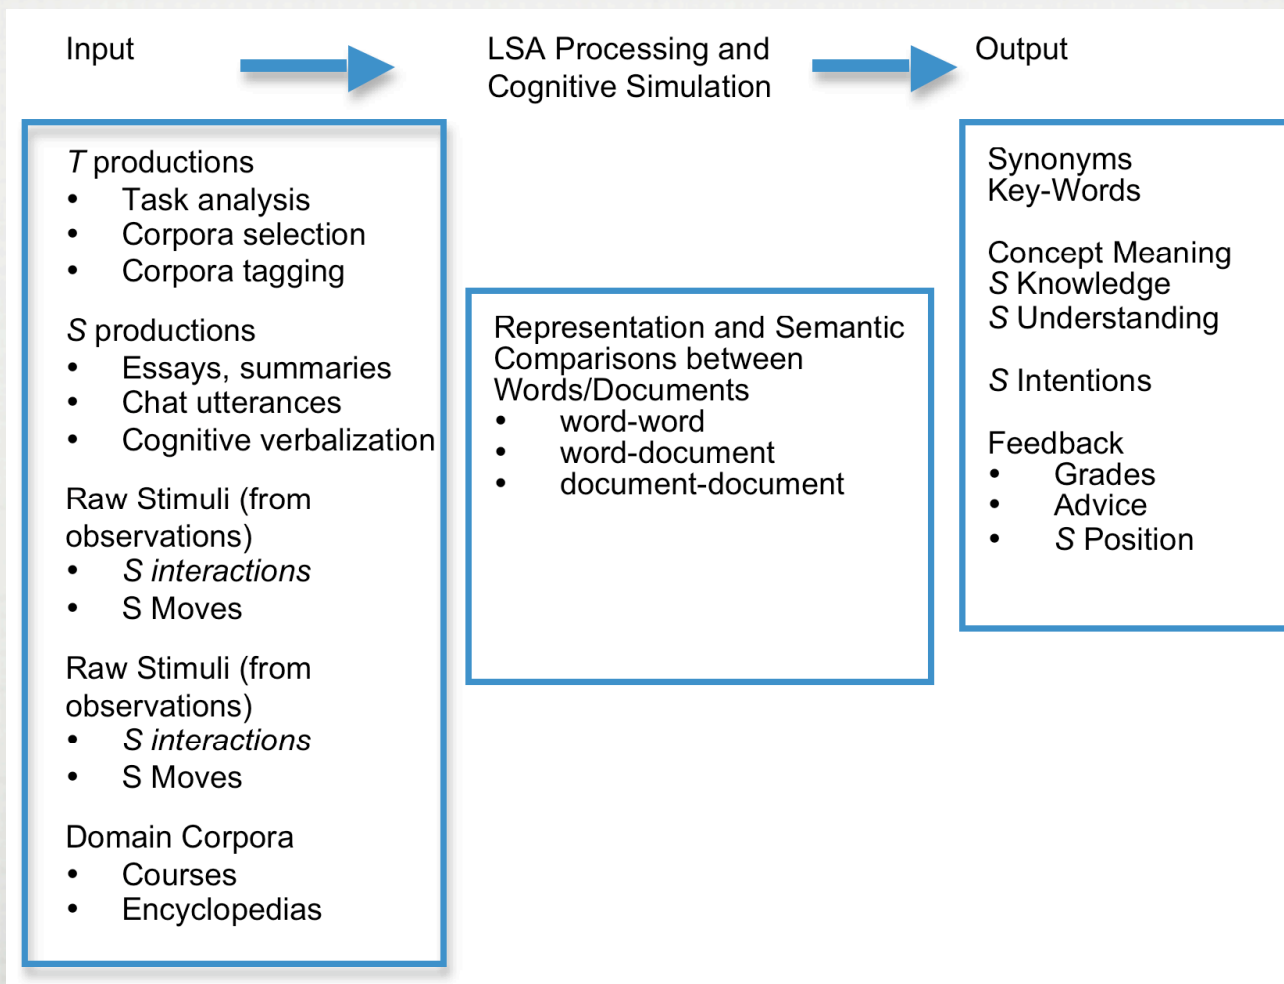 Input
LSA Processing and
Cognitive Simulation
Output
T productions
• Task analysis
• Corpora selection
• Corpora tagging
S productions
• Essays, summaries
• Chat utterances
• Cognitive verbalization
Raw Stimuli (from
observations)
• S interactions
• S Moves
Raw Stimuli (from
observations)
• S interactions
• S Moves
Domain Corpora
• Courses
• Encyclopedias
Representation and Semantic
Comparisons between
Words/Documents
• word-word
• word-document
• document-document
Synonyms
Key-Words
Concept Meaning
S Knowledge
S Understanding
S Intentions
Feedback
• Grades
• Advice
• S Position